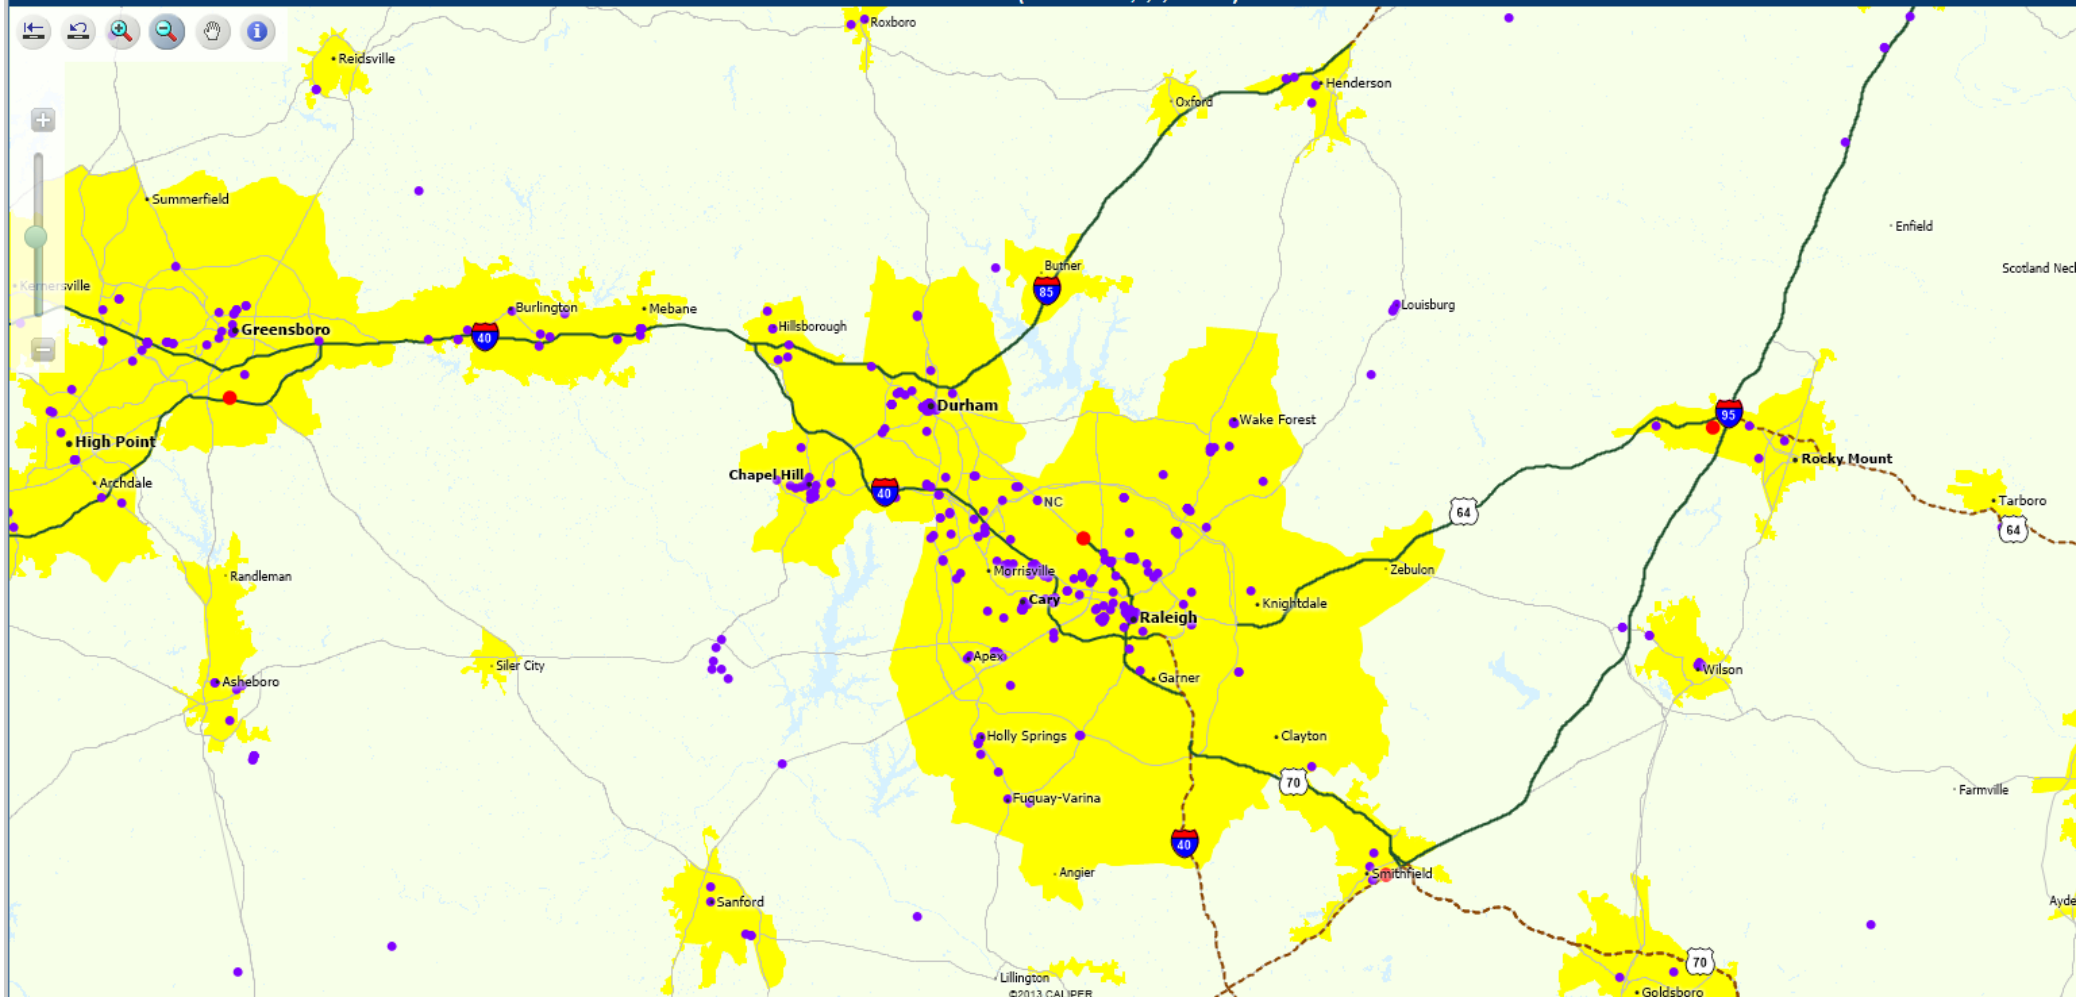 Roxboro
Reidsville
Henderson
Oxford
Summerfield
Enfield
Butner
Scotland Neck
Kernersville
85
Burlington
Mebane
Louisburg
Hillsborough
Greensboro
40
Durham
95
Wake Forest
High Point
Rocky Mount
Chapel Hill
Archdale
40
NC
Tarboro
64
64
Morrisville
Zebulon
Randleman
Cary
Knightdale
Raleigh
Apex
Siler City
Wilson
Garner
Asheboro
Holly Springs
Clayton
70
Farmville
Fuquay-Varina
40
Angier
Smithfield
Sanford
Ayde
70
Lillington
Goldsboro
©2013 CALIPER